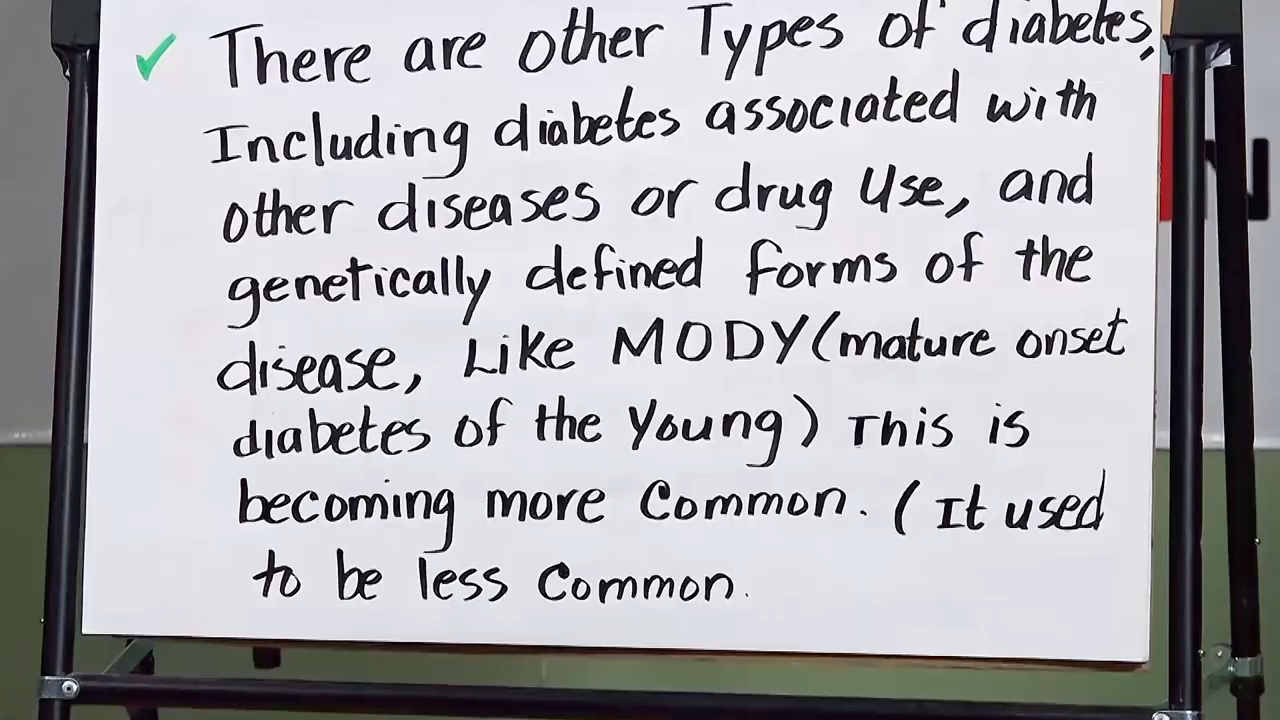 ✓ There are other Types of diabetes,
Including diabetes associated with
other diseases or drug use, and
genetically defined forms of the
disease, Like MODY (mature onset
diabetes of the Young) This is
becoming more Common. (It used
to be less Common.